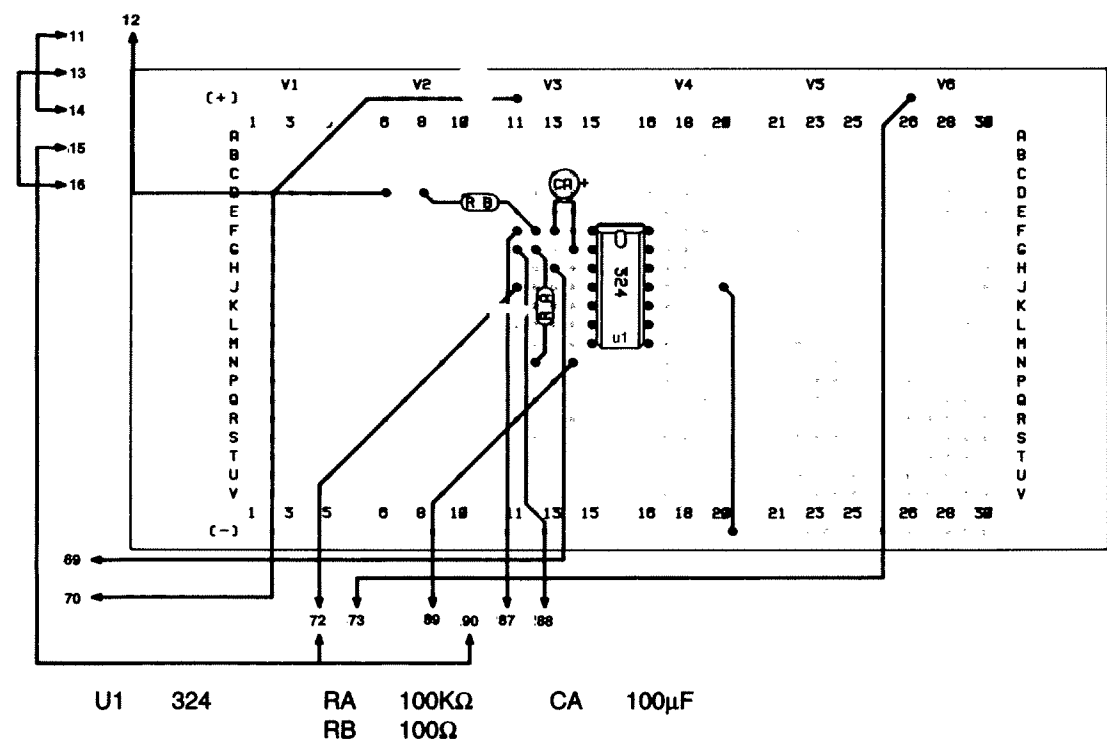 12
11
13
14
15
16
V1 V2 V3 V4 V5 V6
(+)
1 3 6 8 10 11 13 15 16 18 20 21 23 25 26 28 30
A A
B B
C C
D D
E E
F F
G G
H H
J J
K K
L L
M M
N N
P P
Q Q
R R
S S
T T
U U
V V
CA +
R B
324
R A
u1
1 3 5 6 8 10 11 13 15 16 18 20 21 23 25 26 28 30
(-)
69
70
72 73 89 90 87 88
U1 324 RA 100KΩ CA 100µF
RB 100Ω